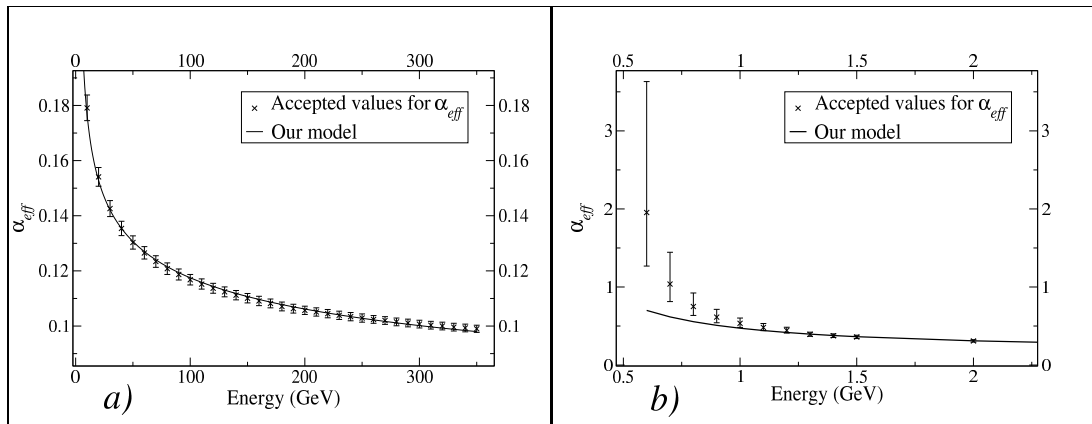 0 100 200 300
0.18 0.18
0.16 0.16
0.14 0.14
0.12 0.12
0.1 0.1
α_eff
× Accepted values for α_eff
Our model
0 100 200 300
Energy (GeV)
a)
0.5 1 1.5 2
3 3
2 2
1 1
0 0
α_eff
× Accepted values for α_eff
Our model
0.5 1 1.5 2
Energy (GeV)
b)